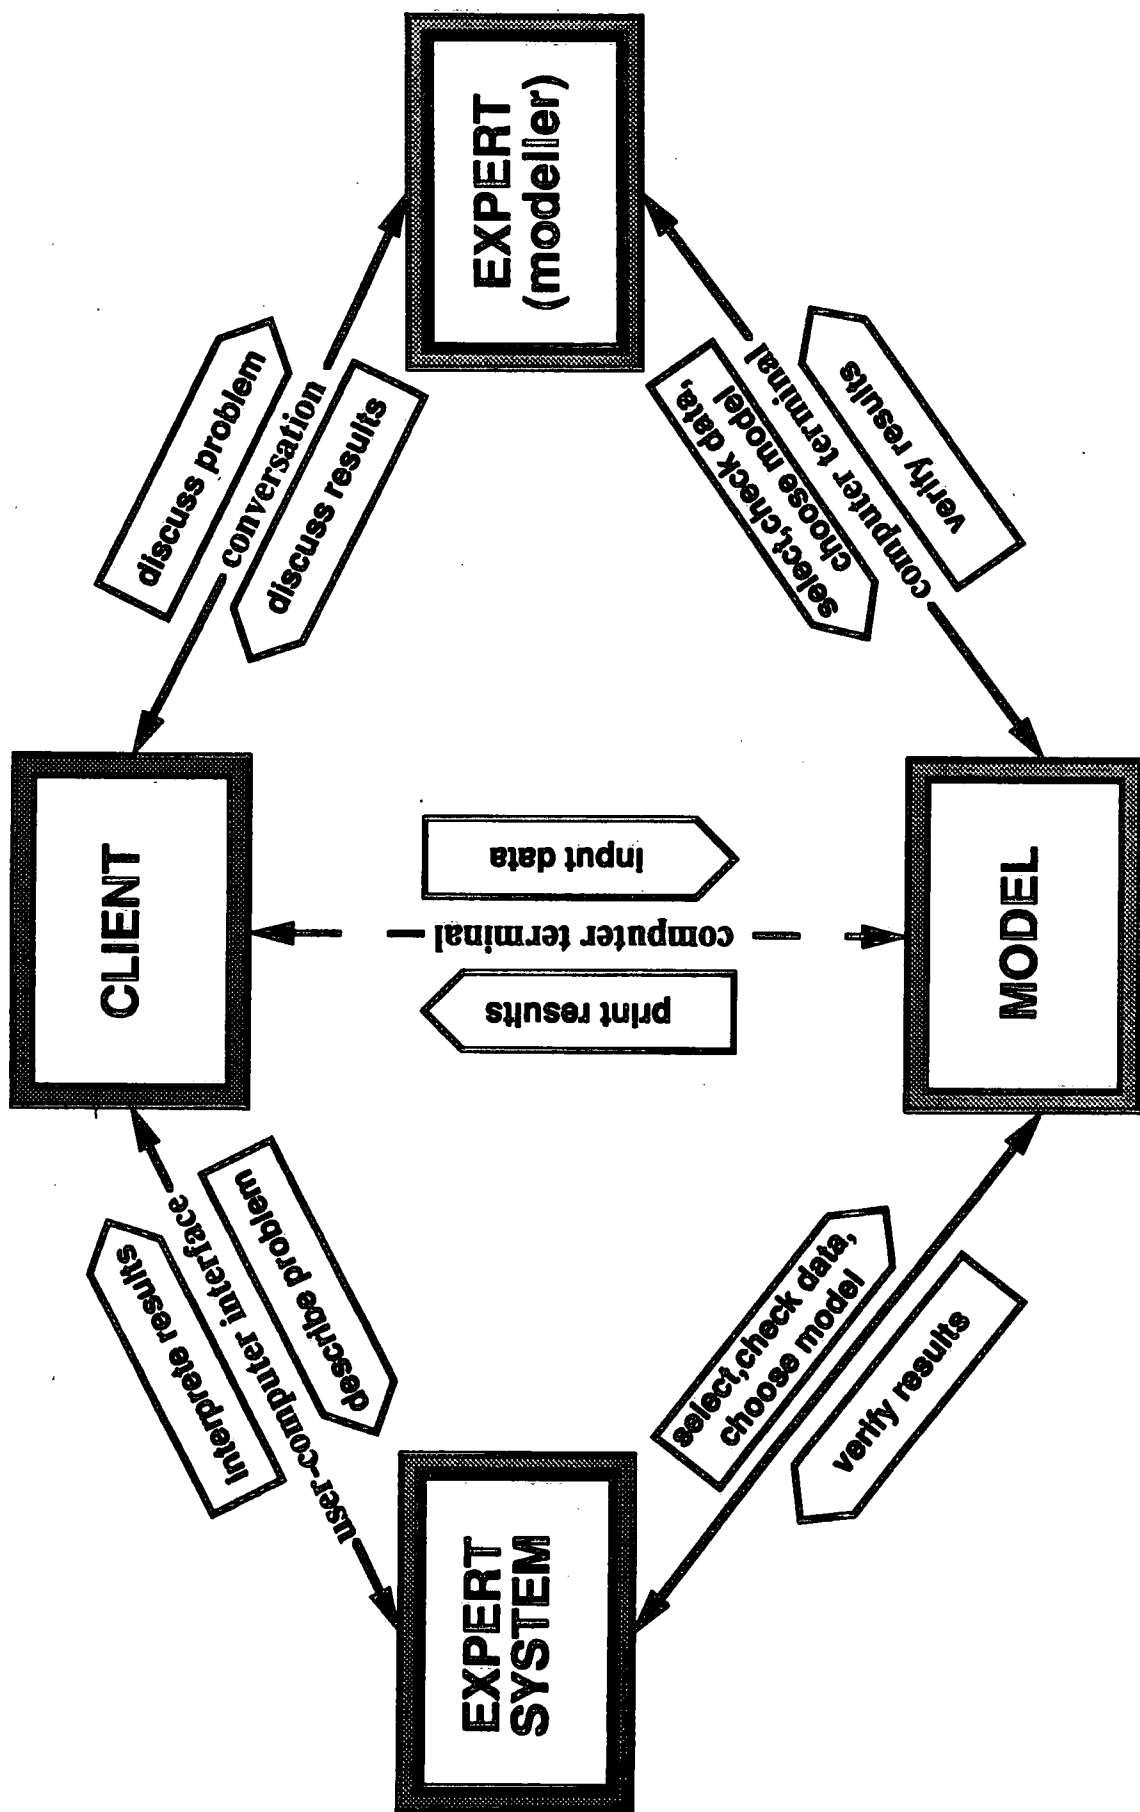 CLIENT
discuss problem
conversation
discuss results
EXPERT
(modeller)
select,check data,
choose model
computer terminal
verify results
input data
computer terminal
print results
MODEL
Interprete results
user-computer interface
describe problem
EXPERT
SYSTEM
select,check data,
choose model
verify results